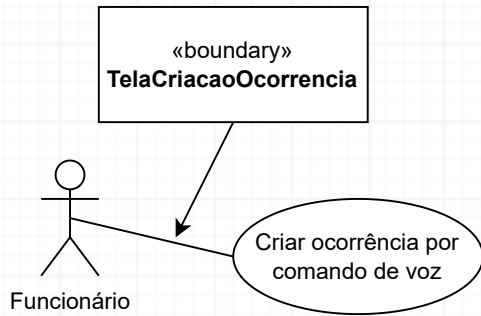 «boundary»
TelaCriacaoOcorrencia
Criar ocorrência por
comando de voz
Funcionário